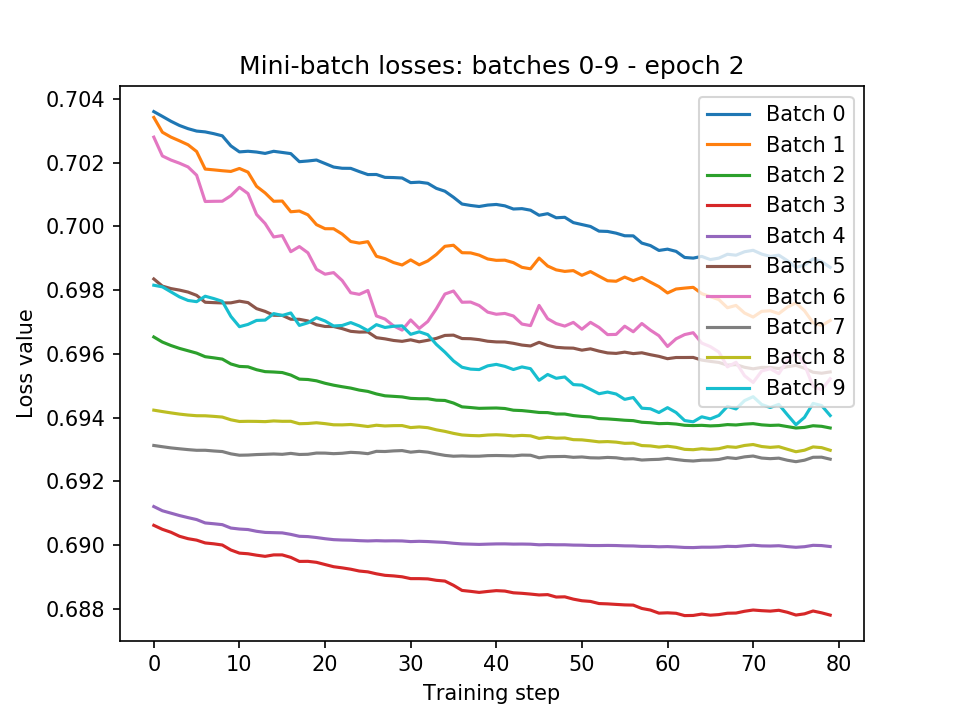 Mini-batch losses: batches 0-9 - epoch 2
0.704
0.702
0.700
0.698
0.696
0.694
0.692
0.690
0.688
Loss value
Batch 0
Batch 1
Batch 2
Batch 3
Batch 4
Batch 5
Batch 6
Batch 7
Batch 8
Batch 9
0 10 20 30 40 50 60 70 80
Training step